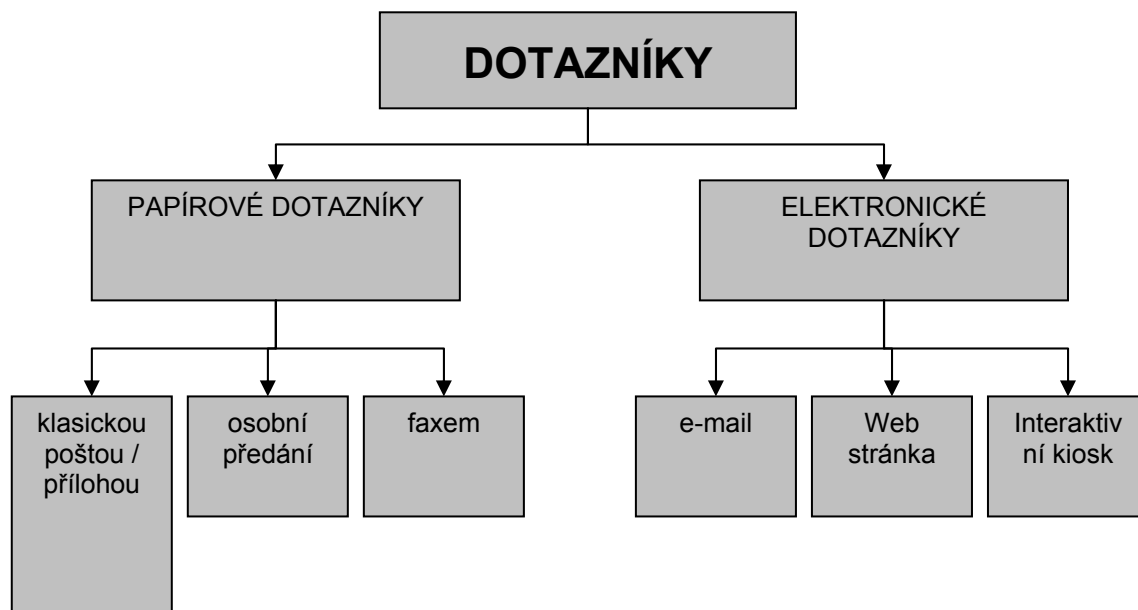 DOTAZNÍKY
PAPÍROVÉ DOTAZNÍKY
ELEKTRONICKÉ
DOTAZNÍKY
klasickou
poštou /
přílohou
osobní
předání
faxem
e-mail
Web
stránka
Interaktiv
ní kiosk